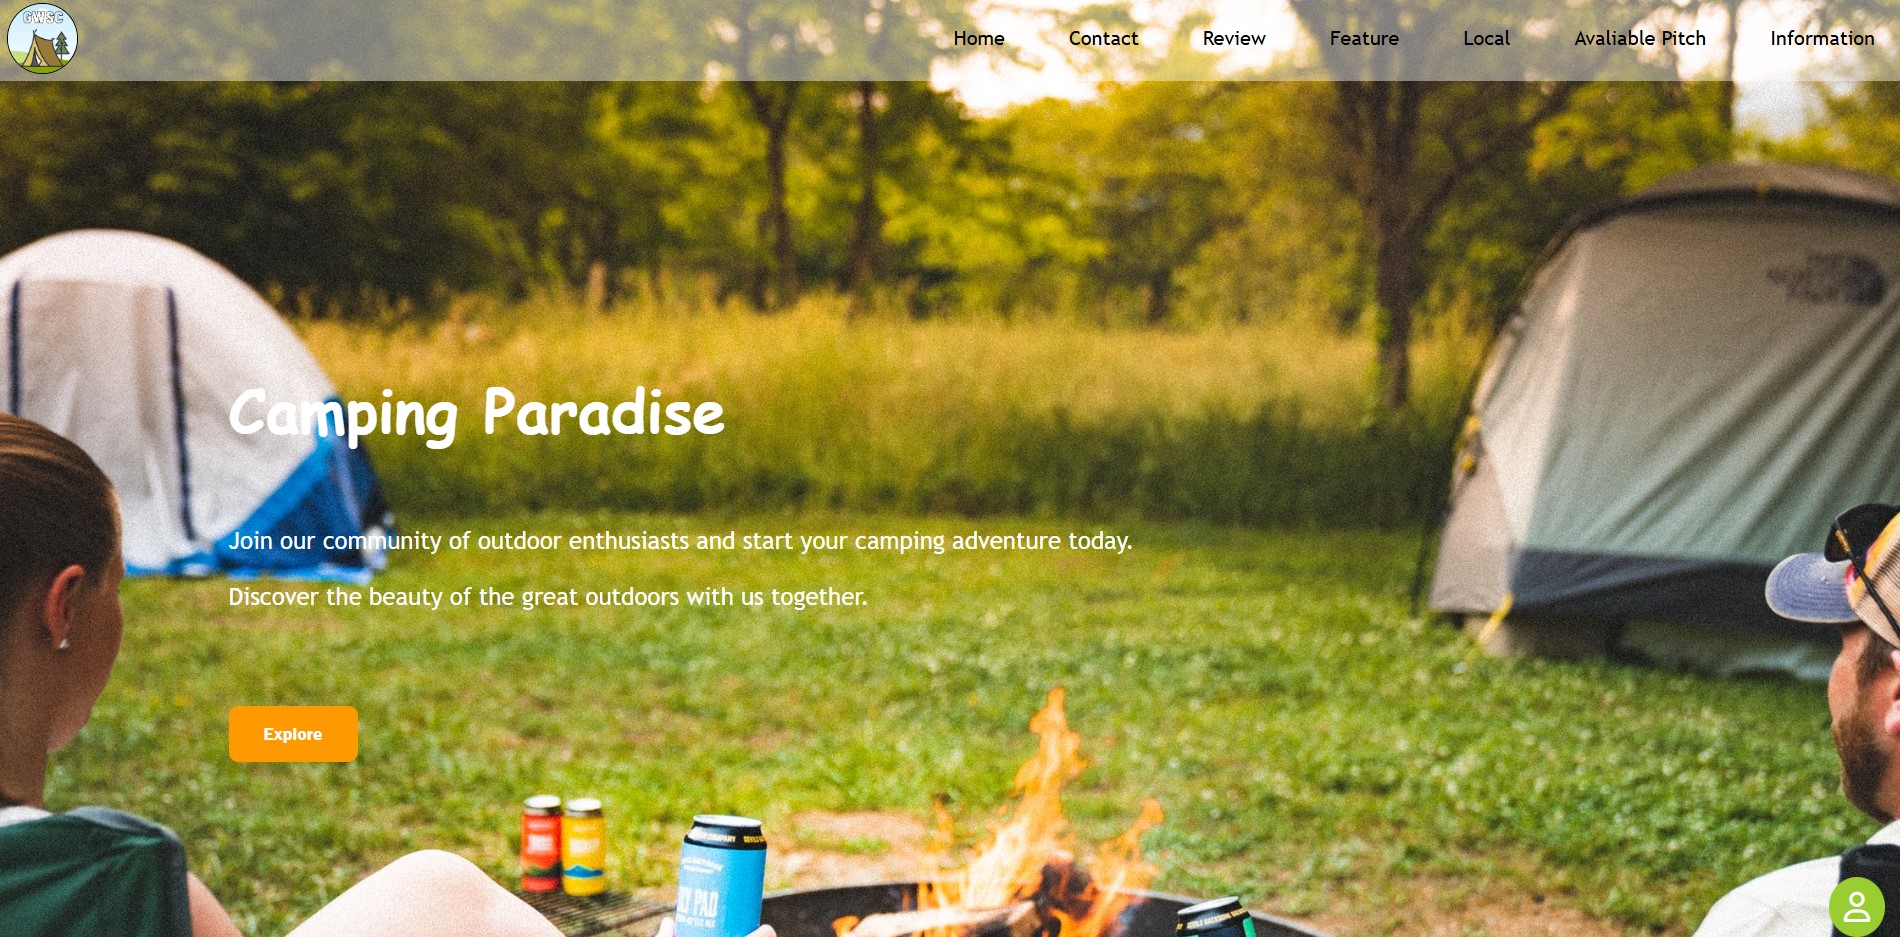 GWSC
Home
Contact
Review
Feature
Local
Avaliable Pitch
Information
Camping Paradise
Join our community of outdoor enthusiasts and start your camping adventure today.
Discover the beauty of the great outdoors with us together.
Explore